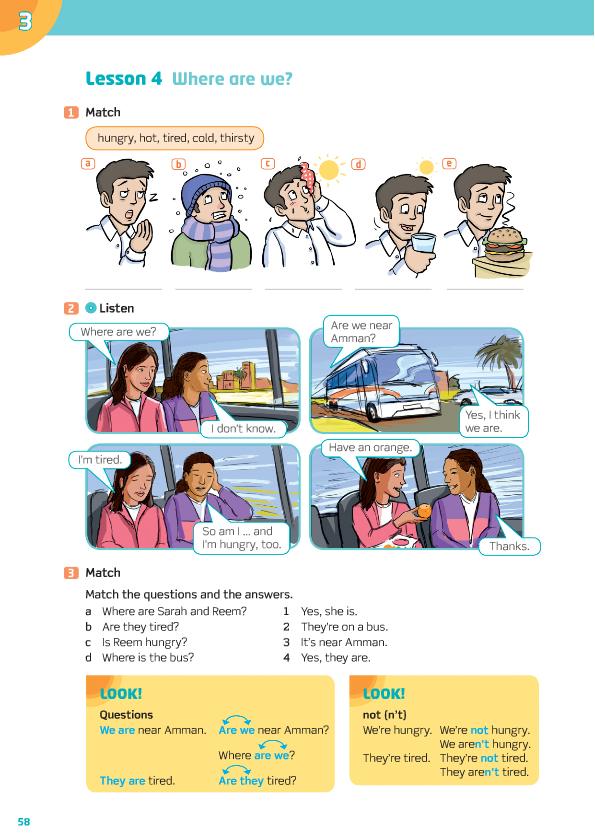 3
Lesson 4 Where are we?
1 Match
hungry, hot, tired, cold, thirsty
a
b
c
d
e
z
2 Listen
Where are we?
I don't know.
Are we near
Amman?
Yes, I think
we are.
I'm tired.
So am I ... and
I'm hungry, too.
Have an orange.
Thanks.
3 Match
Match the questions and the answers.
a Where are Sarah and Reem? 1 Yes, she is.
b Are they tired? 2 They're on a bus.
c Is Reem hungry? 3 It's near Amman.
d Where is the bus? 4 Yes, they are.
LOOK!
Questions
We are near Amman. Are we near Amman?
Where are we?
They are tired. Are they tired?
LOOK!
not (n't)
We're hungry. We're not hungry.
We aren't hungry.
They're tired. They're not tired.
They aren't tired.
58